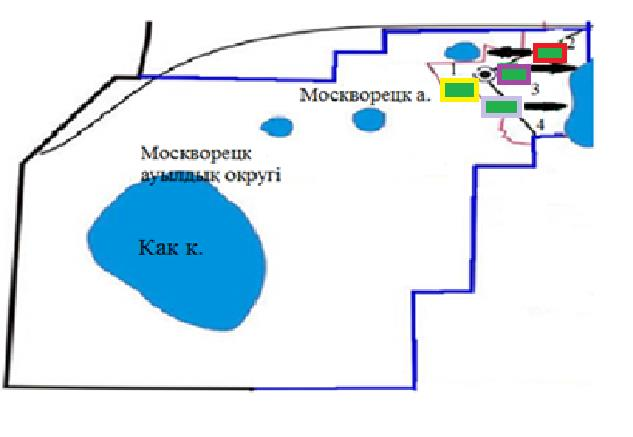 2
1
3
Москворецк а.
4
Москворецк
ауылдық округі
Как к.